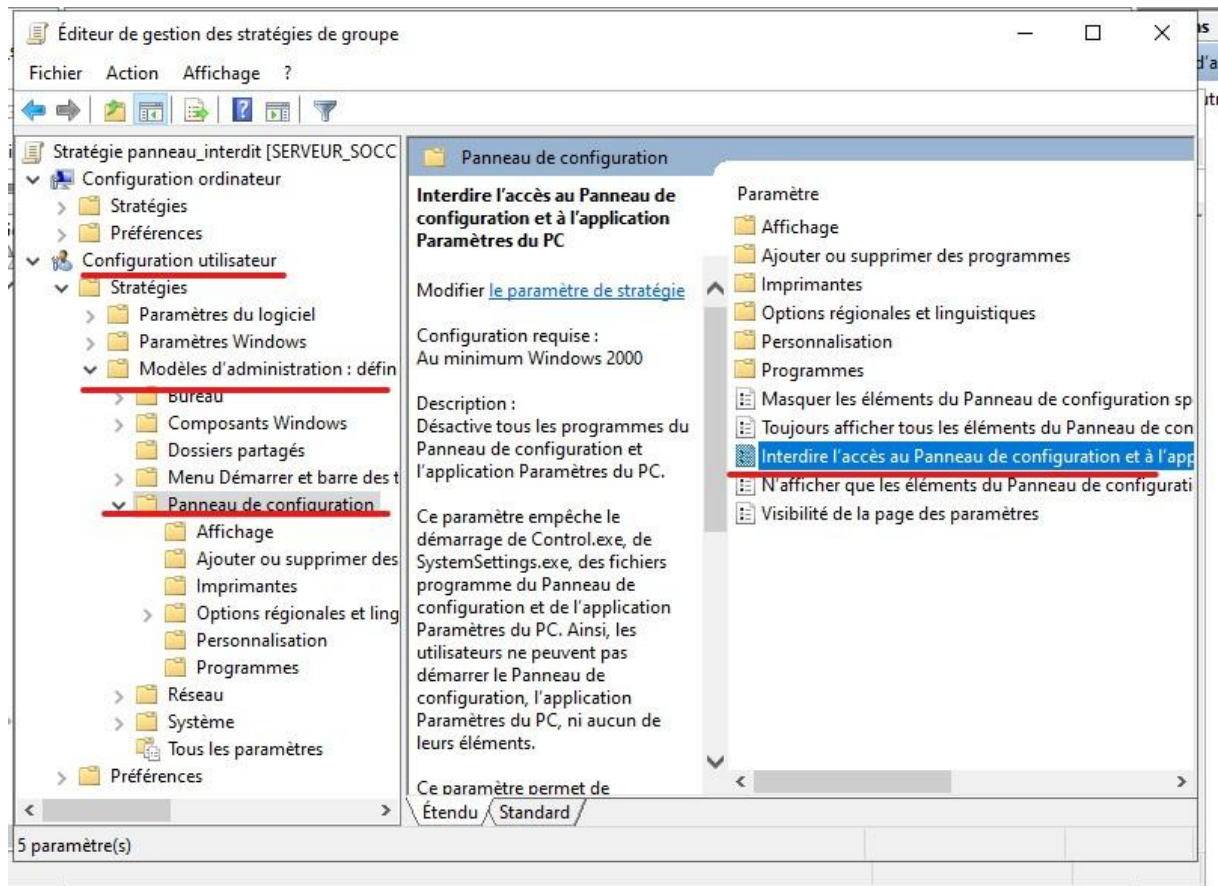 Éditeur de gestion des stratégies de groupe
Fichier Action Affichage ?
Stratégie panneau_interdit [SERVEUR_SOCC
Configuration ordinateur
Stratégies
Préférences
Configuration utilisateur
Stratégies
Paramètres du logiciel
Paramètres Windows
Modèles d'administration : défin
Bureau
Composants Windows
Dossiers partagés
Menu Démarrer et barre des t
Panneau de configuration
Affichage
Ajouter ou supprimer des
Imprimantes
Options régionales et ling
Personnalisation
Programmes
Réseau
Système
Tous les paramètres
Préférences
Panneau de configuration
Interdire l'accès au Panneau de
configuration et à l'application
Paramètres du PC
Modifier le paramètre de stratégie
Configuration requise :
Au minimum Windows 2000
Description :
Désactive tous les programmes du
Panneau de configuration et
l'application Paramètres du PC.
Ce paramètre empêche le
démarrage de Control.exe, de
SystemSettings.exe, des fichiers
programme du Panneau de
configuration et de l'application
Paramètres du PC. Ainsi, les
utilisateurs ne peuvent pas
démarrer le Panneau de
configuration, l'application
Paramètres du PC, ni aucun de
leurs éléments.
Ce paramètre permet de
Paramètre
Affichage
Ajouter ou supprimer des programmes
Imprimantes
Options régionales et linguistiques
Personnalisation
Programmes
Masquer les éléments du Panneau de configuration sp
Toujours afficher tous les éléments du Panneau de con
Interdire l'accès au Panneau de configuration et à l'app
N'afficher que les éléments du Panneau de configurati
Visibilité de la page des paramètres
Étendu Standard
5 paramètre(s)